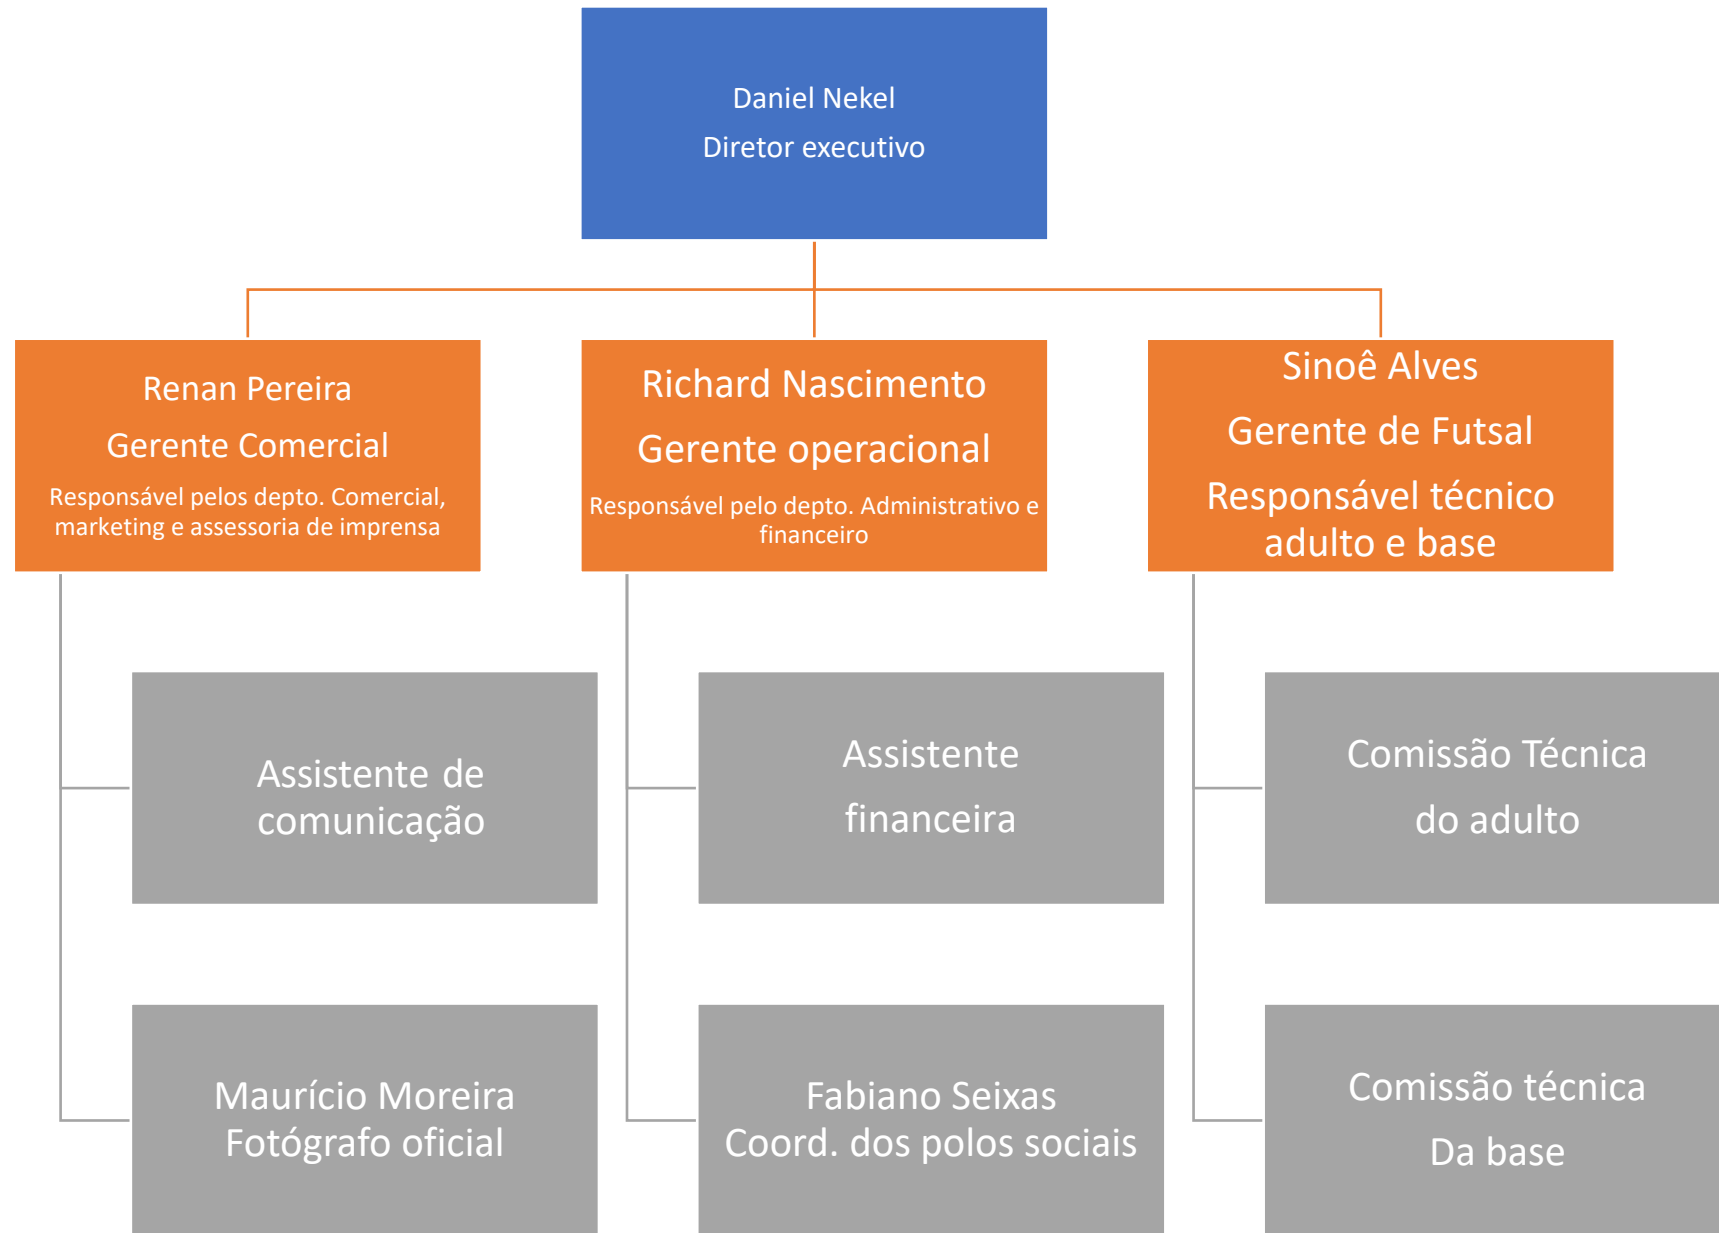 Daniel Nekel
Diretor executivo
Renan Pereira
Gerente Comercial
Responsável pelos depto. Comercial,
marketing e assessoria de imprensa
Richard Nascimento
Gerente operacional
Responsável pelo depto. Administrativo e
financeiro
Sinoê Alves
Gerente de Futsal
Responsável técnico
adulto e base
Assistente de
comunicação
Assistente
financeira
Comissão Técnica
do adulto
Maurício Moreira
Fotógrafo oficial
Fabiano Seixas
Coord. dos polos sociais
Comissão técnica
Da base